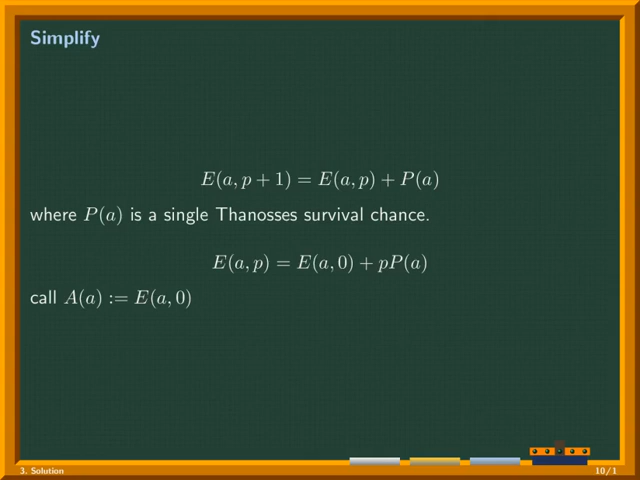 Simplify
E(a, p + 1) = E(a, p) + P(a)
where P(a) is a single Thanosses survival chance.
E(a, p) = E(a, 0) + pP(a)
call A(a) := E(a, 0)
3. Solution
10/1